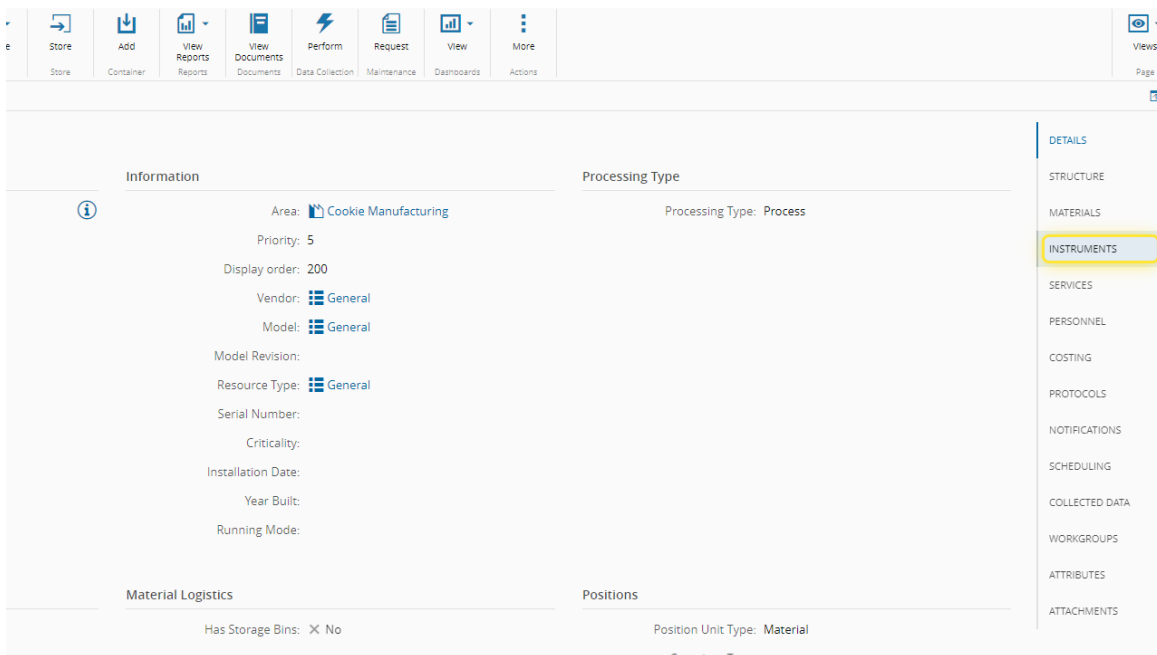 Store
Add
View
Reports
View
Documents
Perform
Request
View
More
Views
Store
Container
Reports
Documents
Data Collection
Maintenance
Dashboards
Actions
Page
DETAILS
STRUCTURE
MATERIALS
INSTRUMENTS
SERVICES
PERSONNEL
COSTING
PROTOCOLS
NOTIFICATIONS
SCHEDULING
COLLECTED DATA
WORKGROUPS
ATTRIBUTES
ATTACHMENTS
Information
Area: Cookie Manufacturing
Priority: 5
Display order: 200
Vendor: General
Model: General
Model Revision:
Resource Type: General
Serial Number:
Criticality:
Installation Date:
Year Built:
Running Mode:
Processing Type
Processing Type: Process
Material Logistics
Has Storage Bins: No
Positions
Position Unit Type: Material